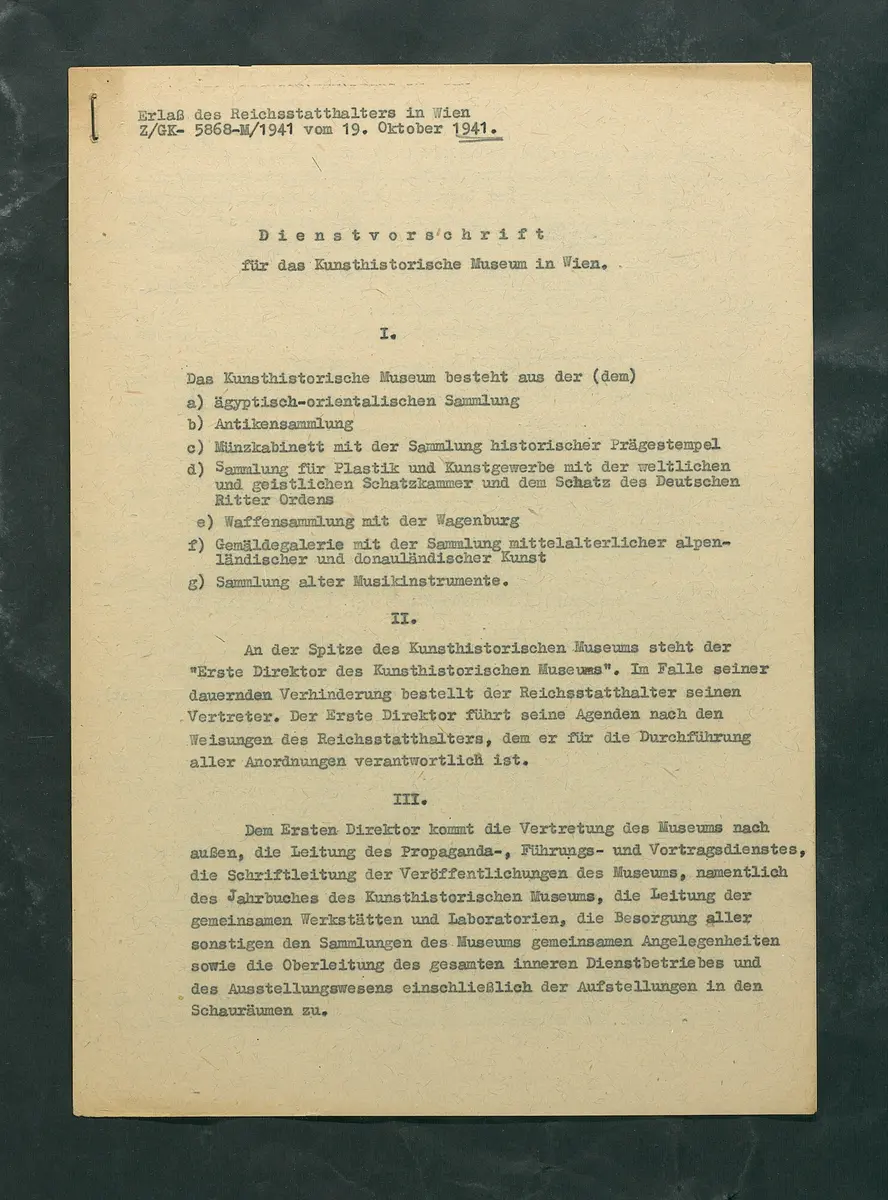 Erlaß des Reichsstatthalters in Wien
Z/GK- 5868-M/1941 vom 19. Oktober 1941.
Dienstvorschrift
für das Kunsthistorische Museum in Wien.
I.
Das Kunsthistorische Museum besteht aus der (dem)
a) ägyptisch-orientalischen Sammlung
b) Antikensammlung
c) Münzkabinett mit der Sammlung historischer Prägestempel
d) Sammlung für Plastik und Kunstgewerbe mit der weltlichen
und geistlichen Schatzkammer und dem Schatz des Deutschen
Ritter Ordens
e) Waffensammlung mit der Wagenburg
f) Gemäldegalerie mit der Sammlung mittelalterlicher alpen-
ländischer und donauländischer Kunst
g) Sammlung alter Musikinstrumente.
II.
An der Spitze des Kunsthistorischen Museums steht der
"Erste Direktor des Kunsthistorischen Museums". Im Falle seiner
dauernden Verhinderung bestellt der Reichsstatthalter seinen
Vertreter. Der Erste Direktor führt seine Agenden nach den
Weisungen des Reichsstatthalters, dem er für die Durchführung
aller Anordnungen verantwortlich ist.
III.
Dem Ersten Direktor kommt die Vertretung des Museums nach
außen, die Leitung des Propaganda-, Führungs- und Vortragsdienstes,
die Schriftleitung der Veröffentlichungen des Museums, namentlich
des Jahrbuches des Kunsthistorischen Museums, die Leitung der
gemeinsamen Werkstätten und Laboratorien, die Besorgung aller
sonstigen den Sammlungen des Museums gemeinsamen Angelegenheiten
sowie die Oberleitung des gesamten inneren Dienstbetriebes und
des Ausstellungswesens einschließlich der Aufstellungen in den
Schauräumen zu.